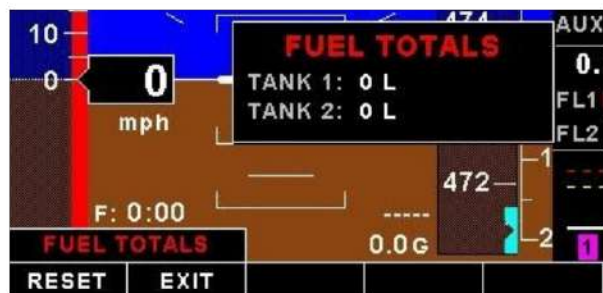 10
474
AUX
FUEL TOTALS
0
0
0.
TANK 1: 0 L
FL1
TANK 2: 0 L
mph
FL2
1
472
F: 0:00
-----
0.0G
2
1
FUEL TOTALS
RESET EXIT